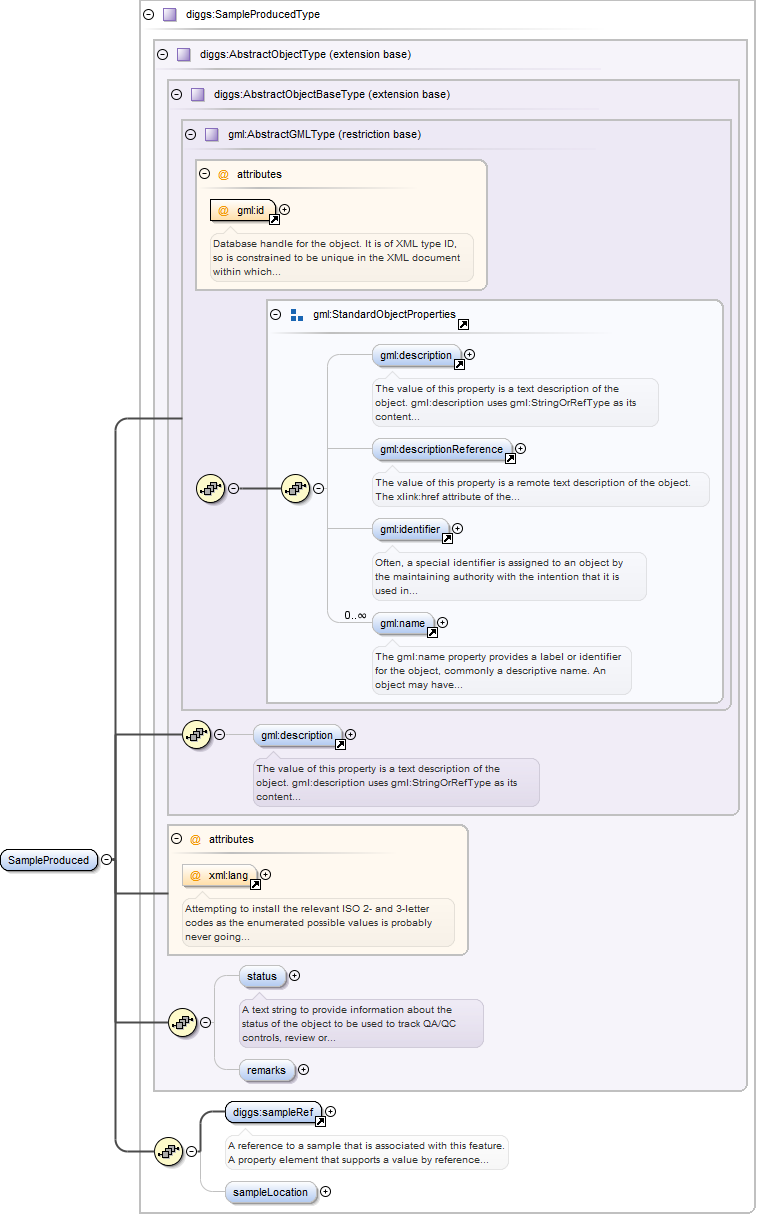 diggs:SampleProducedType
diggs:AbstractObjectType (extension base)
diggs:AbstractObjectBaseType (extension base)
gml:AbstractGMLType (restriction base)
@ attributes
@ gml:id
Database handle for the object. It is of XML type ID,
so is constrained to be unique in the XML document
within which...
gml:StandardObjectProperties
gml:description
The value of this property is a text description of the
object. gml:description uses gml:StringOrRefType as its
content...
gml:descriptionReference
The value of this property is a remote text description of the object.
The xlink:href attribute of the...
gml:identifier
Often, a special identifier is assigned to an object by
the maintaining authority with the intention that it is
used in...
0..∞
gml:name
The gml:name property provides a label or identifier
for the object, commonly a descriptive name. An
object may have...
gml:description
The value of this property is a text description of the
object. gml:description uses gml:StringOrRefType as its
content...
SampleProduced
@ attributes
@ xml:lang
Attempting to install the relevant ISO 2- and 3-letter
codes as the enumerated possible values is probably
never going...
status
A text string to provide information about the
status of the object to be used to track QA/QC
controls, review or...
remarks
diggs:sampleRef
A reference to a sample that is associated with this feature.
A property element that supports a value by reference...
sampleLocation